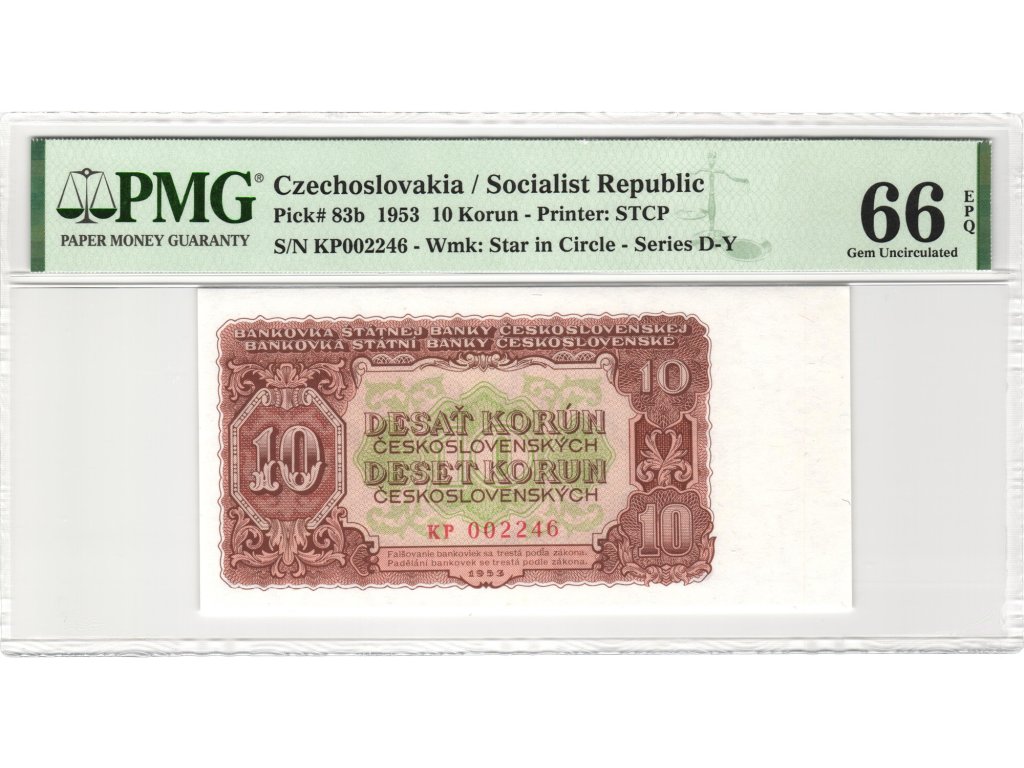 PMG®
PAPER MONEY GUARANTY
Czechoslovakia / Socialist Republic
Pick# 83b 1953 10 Korun - Printer: STCP
S/N KP002246 - Wmk: Star in Circle - Series D-Y
66
EPQ
Gem Uncirculated
BANKOVKA STÁTNEJ BANKY ČESKOSLOVENSKEJ
BANKOVKA STÁTNÍ BANKY ČESKOSLOVENSKÉ
10
10
DESAŤ KORÚN
ČESKOSLOVENSKÝCH
DESET KORUN
ČESKOSLOVENSKÝCH
KP 002246
10
Falšovanie bankoviek sa trestá podľa zákona.
Padělání bankovek se trestá podle zákona.
1953